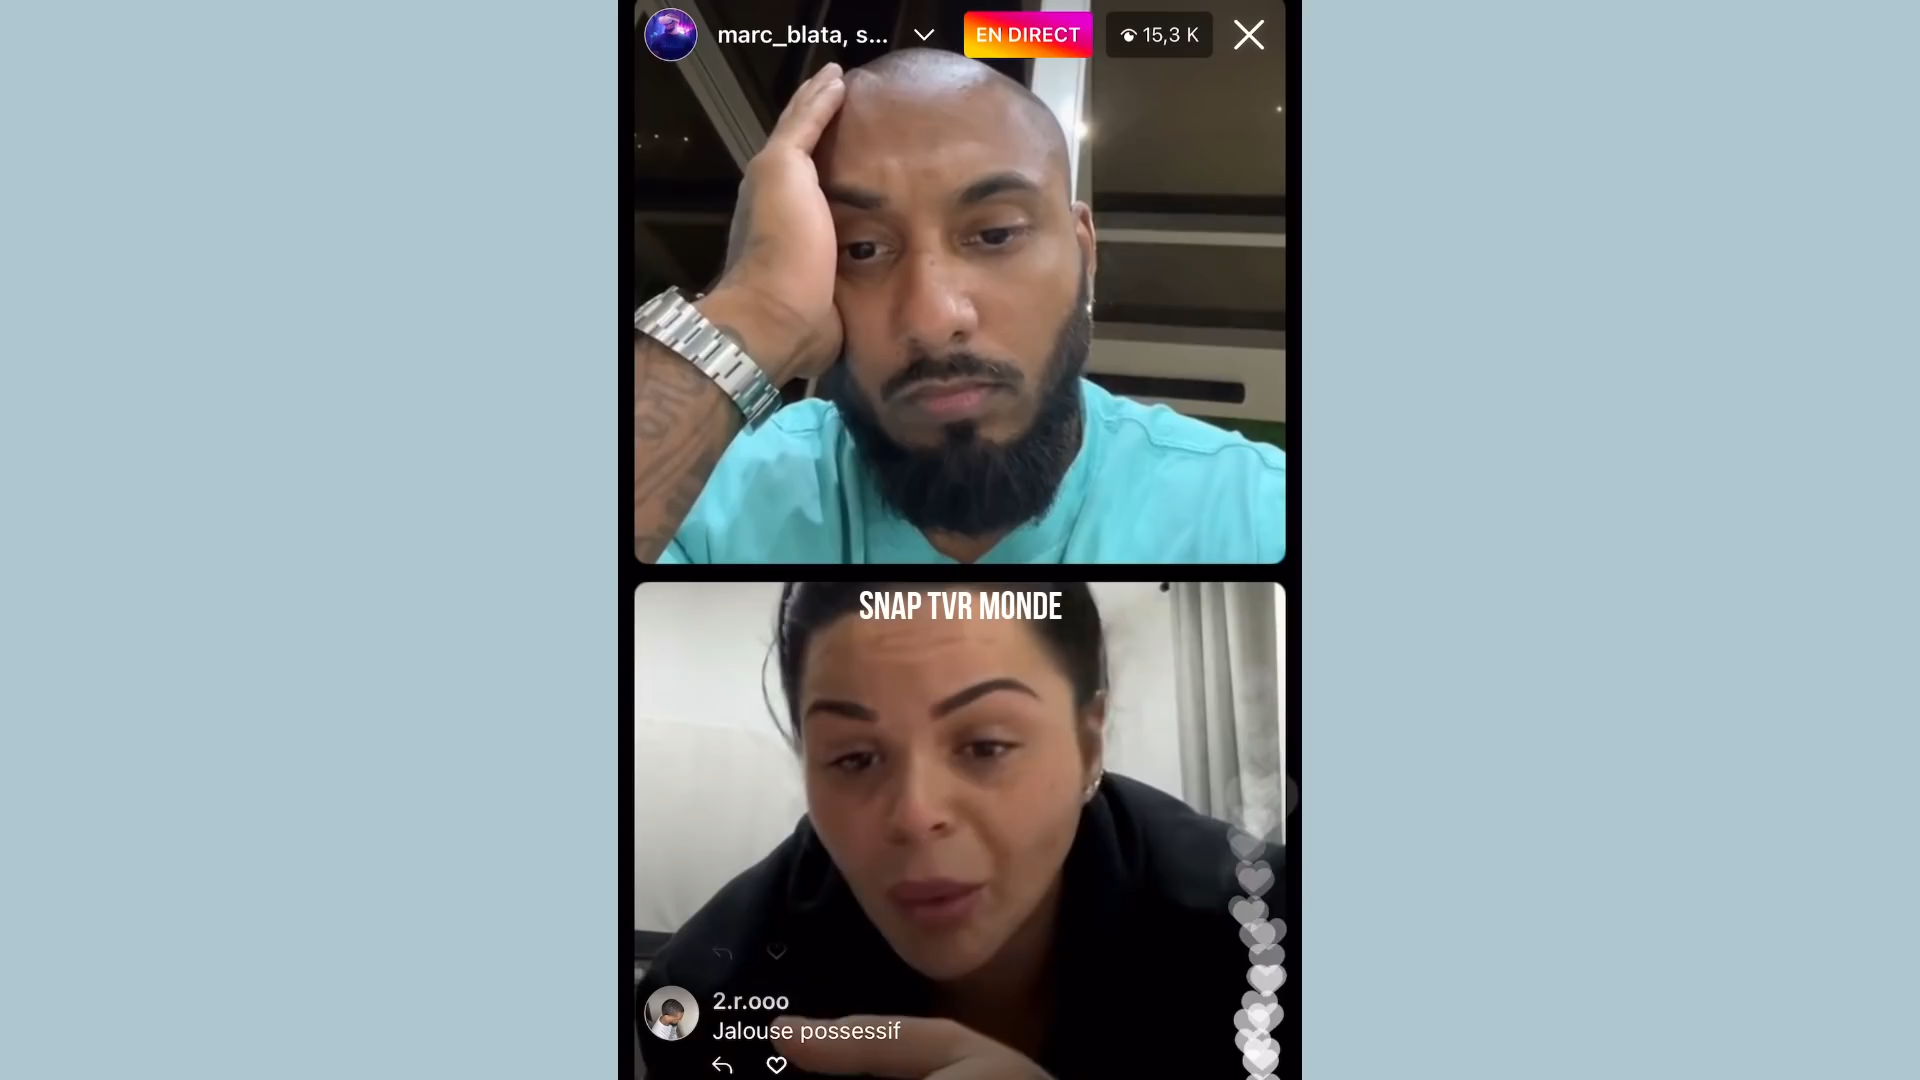 marc_blata, s...
EN DIRECT
15,3 K
SNAP TVR MONDE
2.r.ooo
Jalouse possessif